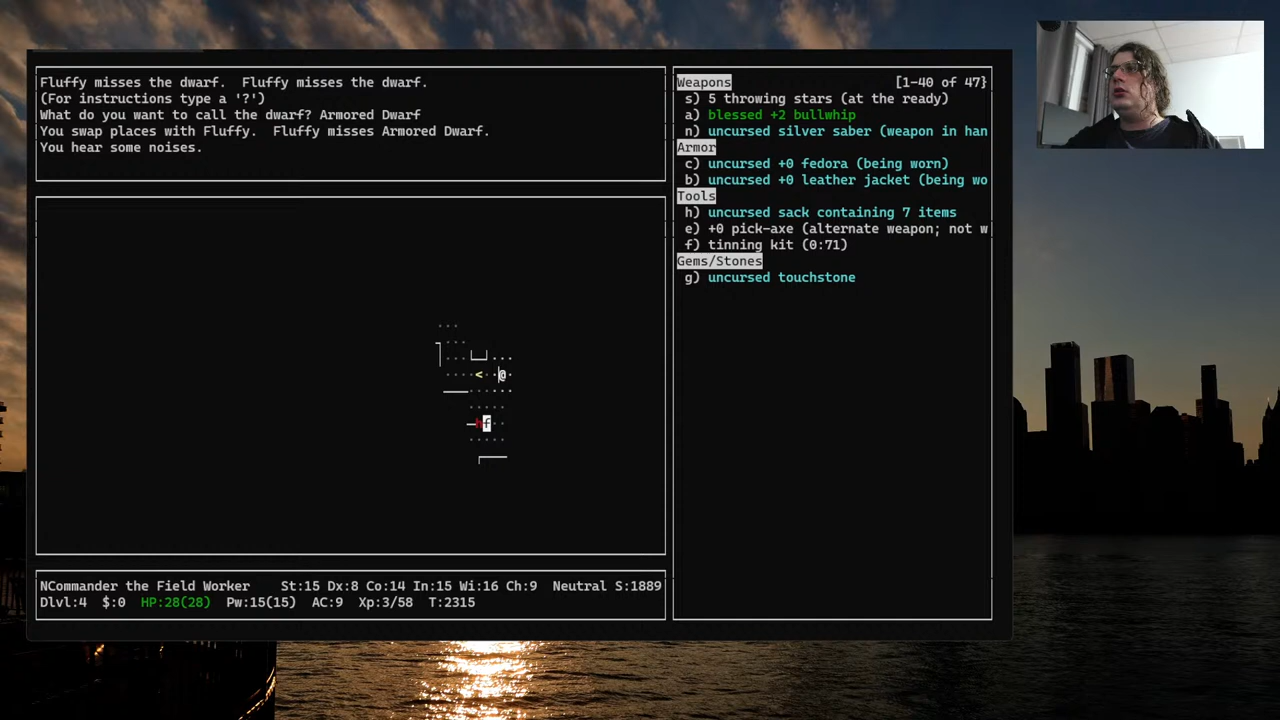 Fluffy misses the dwarf.  Fluffy misses the dwarf.
(For instructions type a '?')
What do you want to call the dwarf? Armored Dwarf
You swap places with Fluffy.  Fluffy misses Armored Dwarf.
You hear some noises.
Weapons [1-40 of 47}
s) 5 throwing stars (at the ready)
a) blessed +2 bullwhip
n) uncursed silver saber (weapon in han
Armor
c) uncursed +0 fedora (being worn)
b) uncursed +0 leather jacket (being wo
Tools
h) uncursed sack containing 7 items
e) +0 pick-axe (alternate weapon; not w
f) tinning kit (0:71)
Gems/Stones
g) uncursed touchstone
<
@
f
NCommander the Field Worker St:15 Dx:8 Co:14 In:15 Wi:16 Ch:9 Neutral S:1889
Dlvl:4 $:0 HP:28(28) Pw:15(15) AC:9 Xp:3/58 T:2315